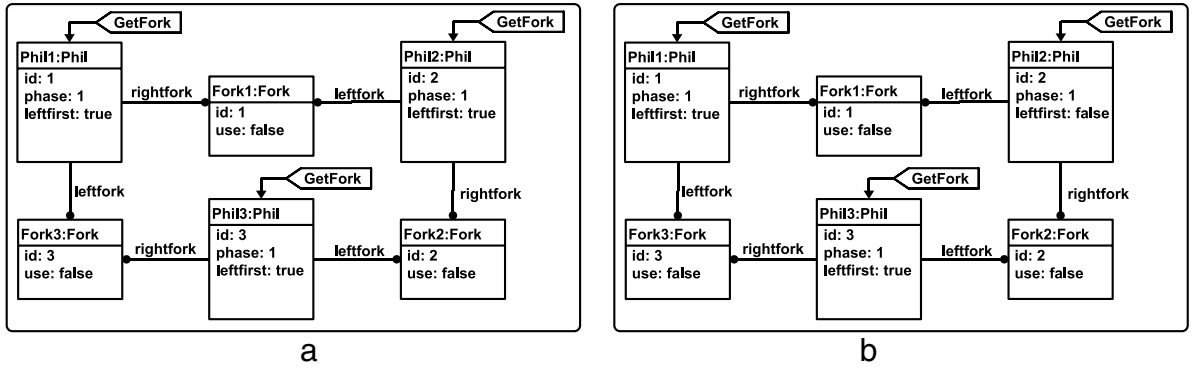 GetFork
Phil1:Phil
id: 1
phase: 1
leftfirst: true
rightfork
Fork1:Fork
id: 1
use: false
leftfork
GetFork
Phil2:Phil
id: 2
phase: 1
leftfirst: true
leftfork
rightfork
Fork3:Fork
id: 3
use: false
rightfork
GetFork
Phil3:Phil
id: 3
phase: 1
leftfirst: true
leftfork
Fork2:Fork
id: 2
use: false
a
GetFork
Phil1:Phil
id: 1
phase: 1
leftfirst: true
rightfork
Fork1:Fork
id: 1
use: false
leftfork
GetFork
Phil2:Phil
id: 2
phase: 1
leftfirst: false
leftfork
rightfork
Fork3:Fork
id: 3
use: false
rightfork
GetFork
Phil3:Phil
id: 3
phase: 1
leftfirst: true
leftfork
Fork2:Fork
id: 2
use: false
b